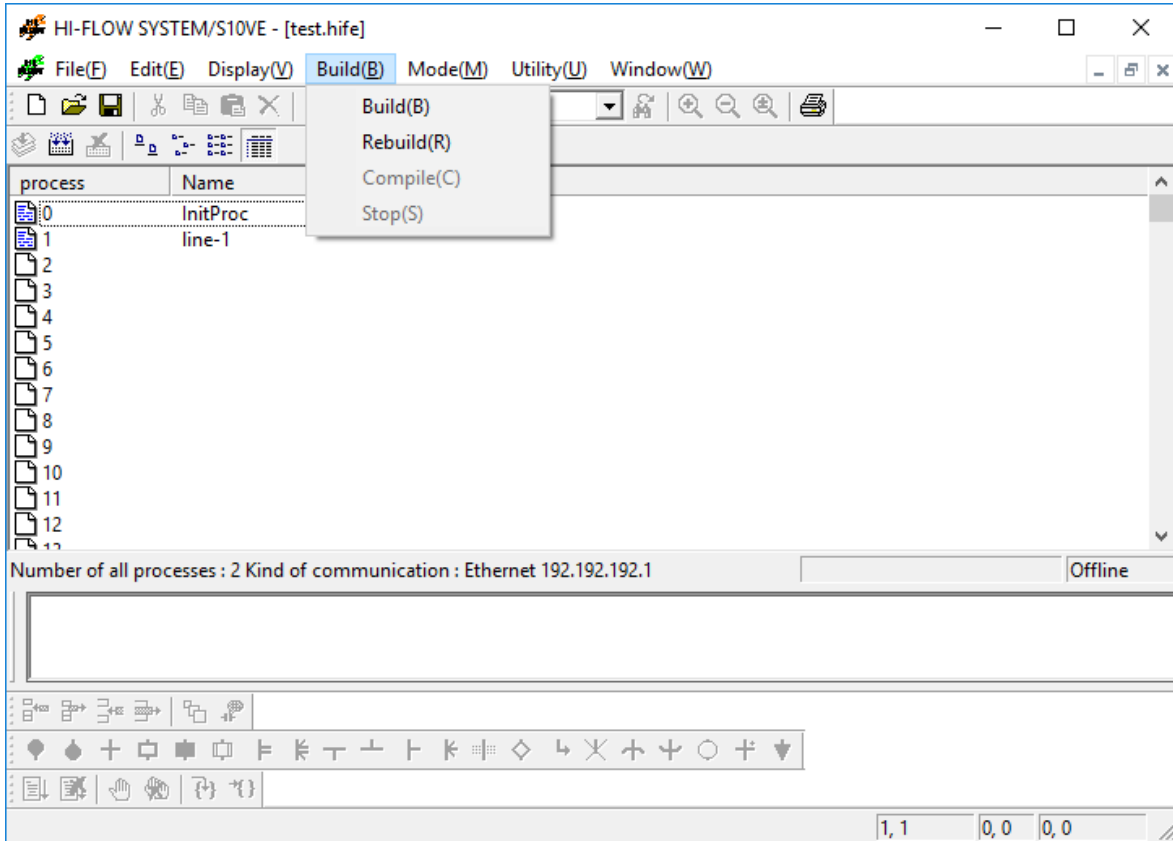 HI-FLOW SYSTEM/S10VE - [test.hife]
File(F) Edit(E) Display(V) Build(B) Mode(M) Utility(U) Window(W)
Build(B)
Rebuild(R)
Compile(C)
Stop(S)
process Name
0 InitProc
1 line-1
2
3
4
5
6
7
8
9
10
11
12
Number of all processes : 2 Kind of communication : Ethernet 192.192.192.1 Offline
1, 1 0, 0 0, 0